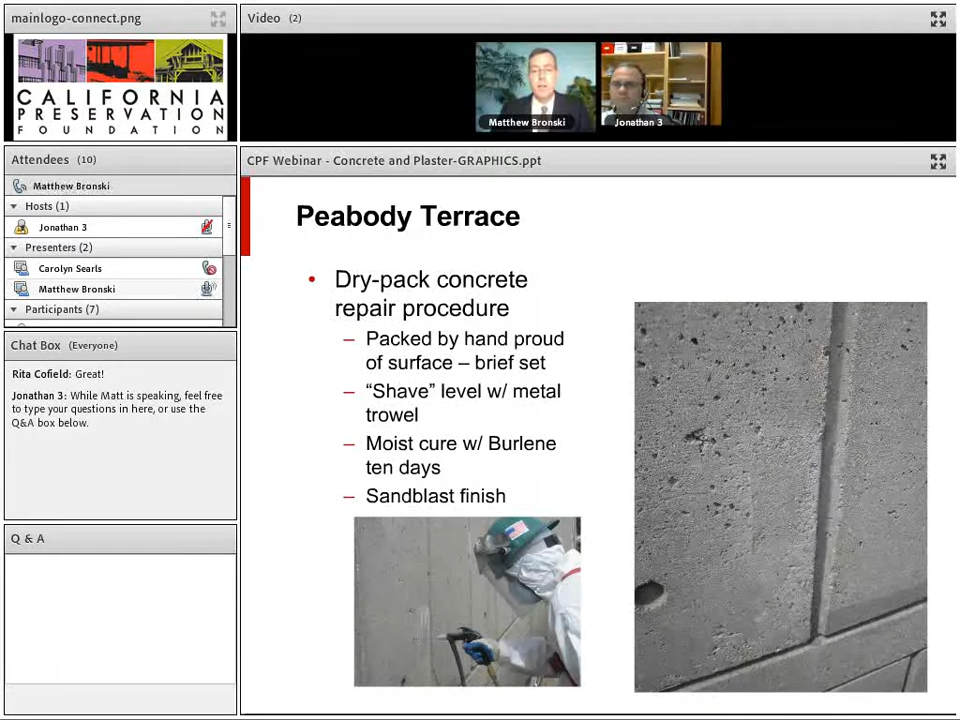 mainlogo-connect.png
CALIFORNIA
PRESERVATION
FOUNDATION
Video (2)
Matthew Bronski
Jonathan 3
Attendees (10)
Matthew Bronski
Hosts (1)
Jonathan 3
Presenters (2)
Carolyn Searls
Matthew Bronski
Participants (7)
Chat Box (Everyone)
Rita Cofield: Great!
Jonathan 3: While Matt is speaking, feel free
to type your questions in here, or use the
Q&A box below.
Q & A
CPF Webinar - Concrete and Plaster-GRAPHICS.ppt
Peabody Terrace
• Dry-pack concrete
repair procedure
– Packed by hand proud
of surface – brief set
– “Shave” level w/ metal
trowel
– Moist cure w/ Burlene
ten days
– Sandblast finish